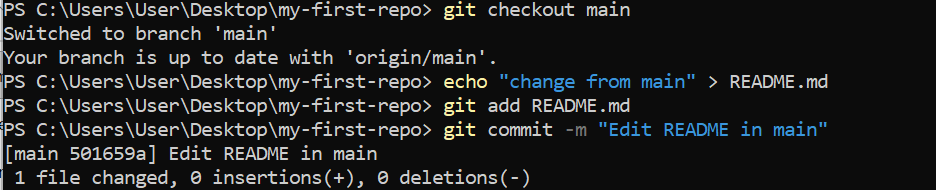 PS C:\Users\User\Desktop\my-first-repo> git checkout main
Switched to branch 'main'
Your branch is up to date with 'origin/main'.
PS C:\Users\User\Desktop\my-first-repo> echo "change from main" > README.md
PS C:\Users\User\Desktop\my-first-repo> git add README.md
PS C:\Users\User\Desktop\my-first-repo> git commit -m "Edit README in main"
[main 501659a] Edit README in main
 1 file changed, 0 insertions(+), 0 deletions(-)